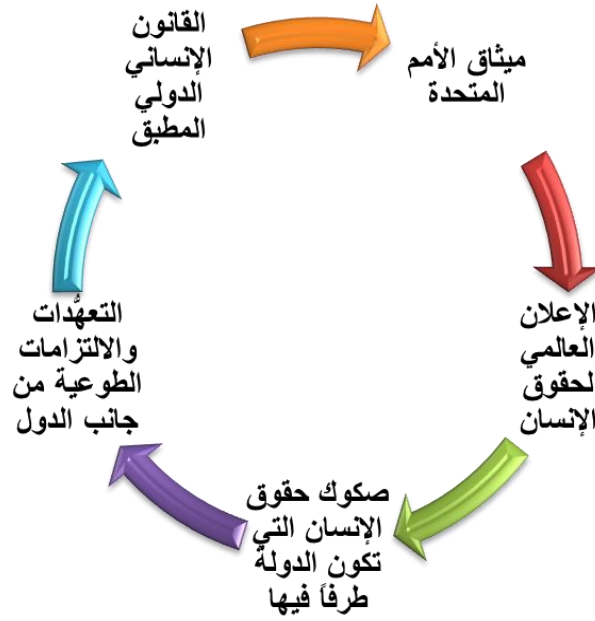 ميثاق الأمم
المتحدة
الإعلان
العالمي
لحقوق
الإنسان
صكوك حقوق
الإنسان التي
تكون الدولة
طرفاً فيها
التعهُّدات
والالتزامات
الطوعية من
جانب الدول
القانون
الإنساني
الدولي
المطبق